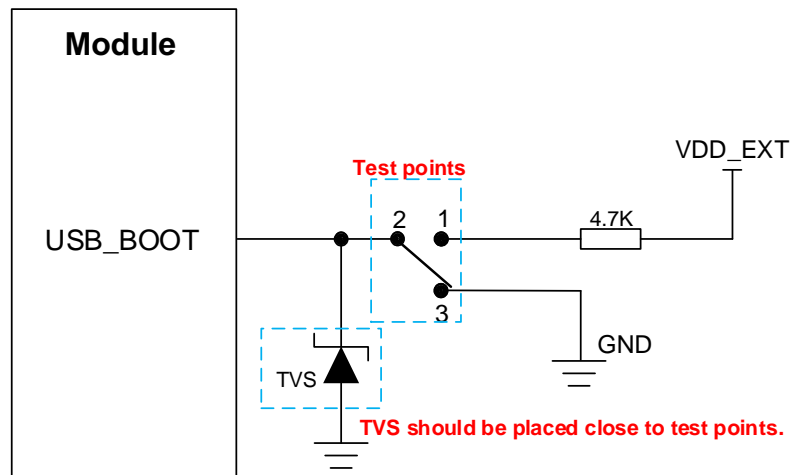 Module
VDD_EXT
Test points
2 1
4.7K
USB_BOOT
3
GND
TVS
TVS should be placed close to test points.